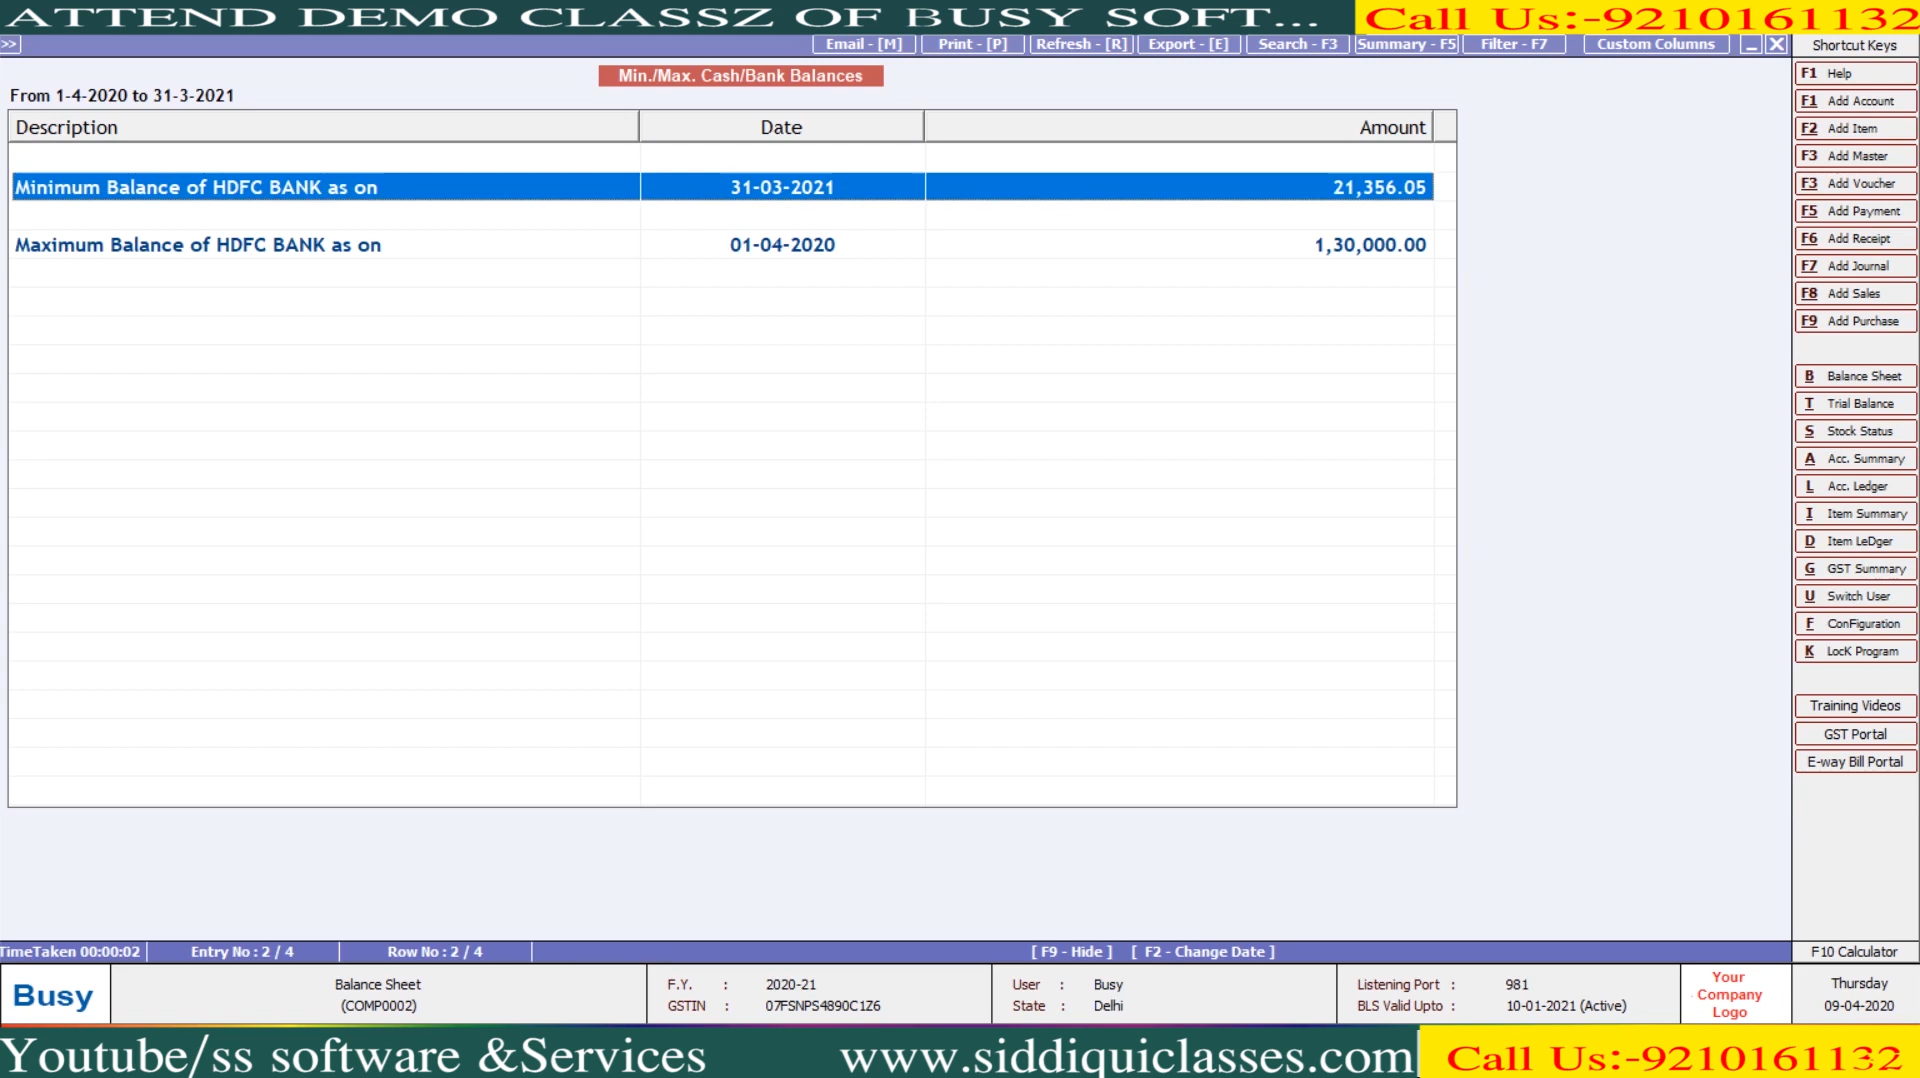 ATTEND DEMO CLASSZ OF BUSY SOFT...
Call Us:-9210161132
>>
Email - [M]
Print - [P]
Refresh - [R]
Export - [E]
Search - F3
Summary - F5
Filter - F7
Custom Columns
Shortcut Keys
Min./Max. Cash/Bank Balances
From 1-4-2020 to 31-3-2021
Description Date Amount
Minimum Balance of HDFC BANK as on 31-03-2021 21,356.05
Maximum Balance of HDFC BANK as on 01-04-2020 1,30,000.00
F1 Help
F1 Add Account
F2 Add Item
F3 Add Master
F3 Add Voucher
F5 Add Payment
F6 Add Receipt
F7 Add Journal
F8 Add Sales
F9 Add Purchase
B Balance Sheet
T Trial Balance
S Stock Status
A Acc. Summary
L Acc. Ledger
I Item Summary
D Item LeDger
G GST Summary
U Switch User
F ConFiguration
K LocK Program
Training Videos
GST Portal
E-way Bill Portal
TimeTaken 00:00:02 Entry No : 2 / 4 Row No : 2 / 4 [ F9 - Hide ] [ F2 - Change Date ] F10 Calculator
Busy
Balance Sheet
(COMP0002)
F.Y. : 2020-21
GSTIN : 07FSNPS4890C1Z6
User : Busy
State : Delhi
Listening Port : 981
BLS Valid Upto : 10-01-2021 (Active)
Your
Company
Logo
Thursday
09-04-2020
Youtube/ss software &Services
www.siddiquiclasses.com
Call Us:-9210161132